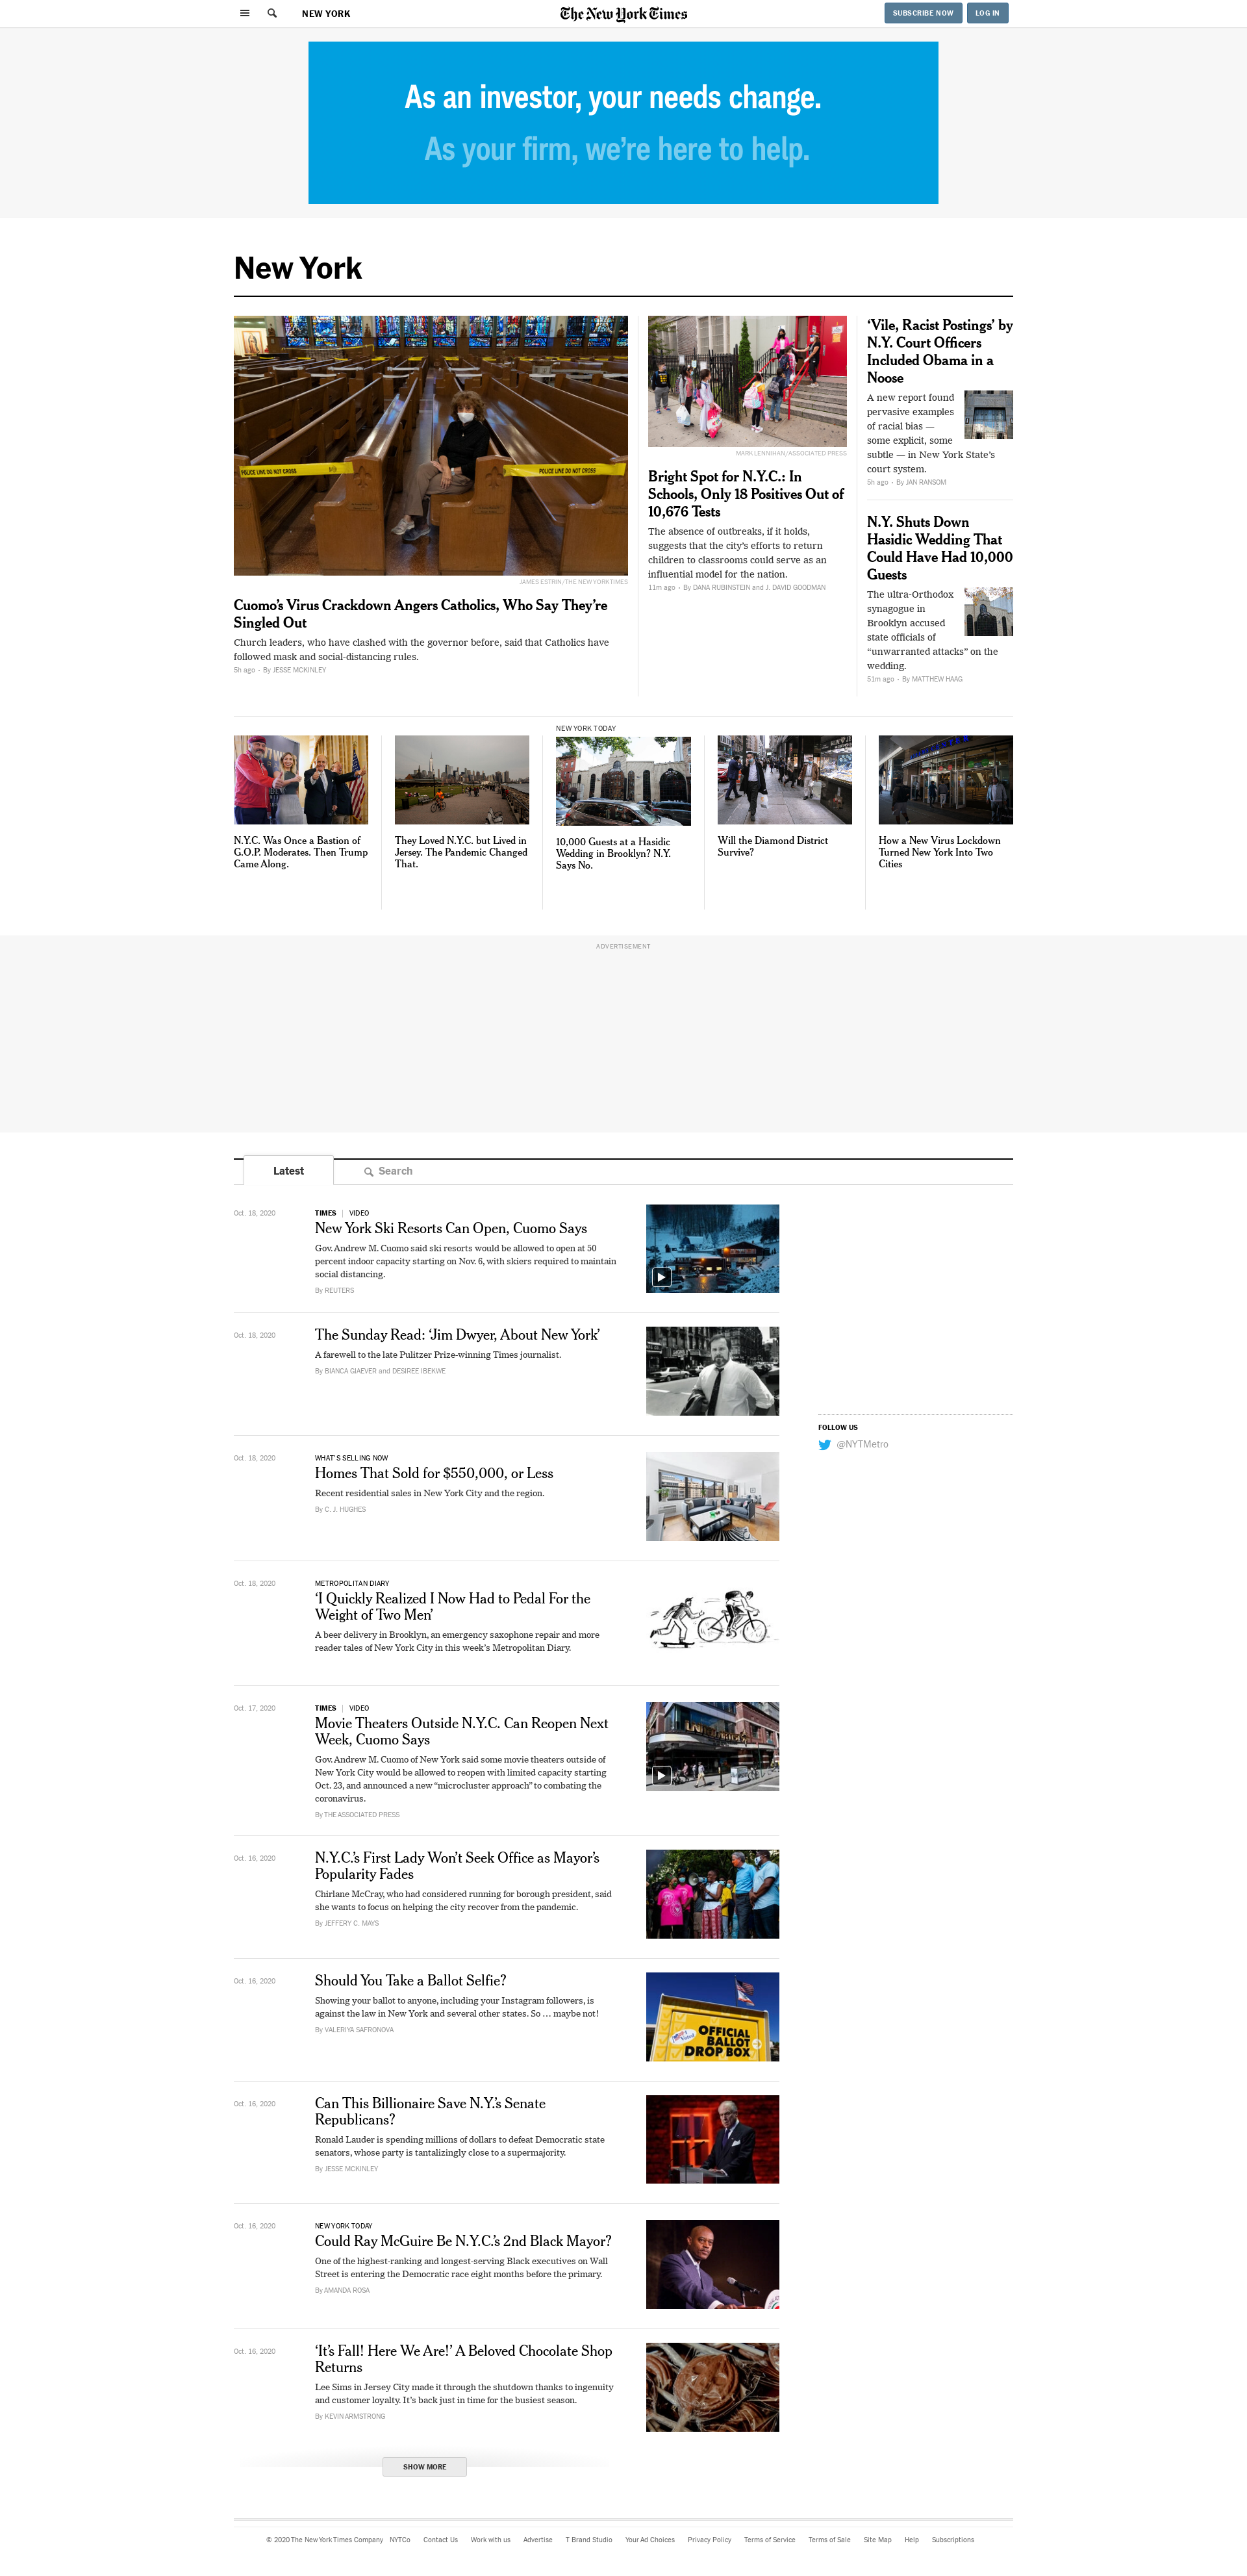 NEW YORK
The New York Times
SUBSCRIBE NOW
LOG IN
As an investor, your needs change.
As your firm, we're here to help.
New York
POLICE LINE DO NOT CROSS
POLICE LINE DO NOT CROSS
JAMES ESTRIN/THE NEW YORK TIMES
Cuomo’s Virus Crackdown Angers Catholics, Who Say They’re
Singled Out
Church leaders, who have clashed with the governor before, said that Catholics have
followed mask and social-distancing rules.
5h ago • By JESSE MCKINLEY
MARK LENNIHAN/ASSOCIATED PRESS
Bright Spot for N.Y.C.: In
Schools, Only 18 Positives Out of
10,676 Tests
The absence of outbreaks, if it holds,
suggests that the city’s efforts to return
children to classrooms could serve as an
influential model for the nation.
11m ago • By DANA RUBINSTEIN and J. DAVID GOODMAN
‘Vile, Racist Postings’ by
N.Y. Court Officers
Included Obama in a
Noose
A new report found
pervasive examples
of racial bias —
some explicit, some
subtle — in New York State’s
court system.
5h ago • By JAN RANSOM
N.Y. Shuts Down
Hasidic Wedding That
Could Have Had 10,000
Guests
The ultra-Orthodox
synagogue in
Brooklyn accused
state officials of
“unwarranted attacks” on the
wedding.
51m ago • By MATTHEW HAAG
N.Y.C. Was Once a Bastion of
G.O.P. Moderates. Then Trump
Came Along.
They Loved N.Y.C. but Lived in
Jersey. The Pandemic Changed
That.
NEW YORK TODAY
10,000 Guests at a Hasidic
Wedding in Brooklyn? N.Y.
Says No.
Will the Diamond District
Survive?
How a New Virus Lockdown
Turned New York Into Two
Cities
ADVERTISEMENT
Latest
Search
Oct. 18, 2020
TIMES | VIDEO
New York Ski Resorts Can Open, Cuomo Says
Gov. Andrew M. Cuomo said ski resorts would be allowed to open at 50
percent indoor capacity starting on Nov. 6, with skiers required to maintain
social distancing.
By REUTERS
Oct. 18, 2020
The Sunday Read: ‘Jim Dwyer, About New York’
A farewell to the late Pulitzer Prize-winning Times journalist.
By BIANCA GIAEVER and DESIREE IBEKWE
FOLLOW US
@NYTMetro
Oct. 18, 2020
WHAT’S SELLING NOW
Homes That Sold for $550,000, or Less
Recent residential sales in New York City and the region.
By C. J. HUGHES
Oct. 18, 2020
METROPOLITAN DIARY
‘I Quickly Realized I Now Had to Pedal For the
Weight of Two Men’
A beer delivery in Brooklyn, an emergency saxophone repair and more
reader tales of New York City in this week’s Metropolitan Diary.
Oct. 17, 2020
TIMES | VIDEO
Movie Theaters Outside N.Y.C. Can Reopen Next
Week, Cuomo Says
Gov. Andrew M. Cuomo of New York said some movie theaters outside of
New York City would be allowed to reopen with limited capacity starting
Oct. 23, and announced a new “microcluster approach” to combating the
coronavirus.
By THE ASSOCIATED PRESS
Oct. 16, 2020
N.Y.C.’s First Lady Won’t Seek Office as Mayor’s
Popularity Fades
Chirlane McCray, who had considered running for borough president, said
she wants to focus on helping the city recover from the pandemic.
By JEFFERY C. MAYS
Oct. 16, 2020
Should You Take a Ballot Selfie?
Showing your ballot to anyone, including your Instagram followers, is
against the law in New York and several other states. So … maybe not!
By VALERIYA SAFRONOVA
OFFICIAL
BALLOT
DROP BOX
Oct. 16, 2020
Can This Billionaire Save N.Y.’s Senate
Republicans?
Ronald Lauder is spending millions of dollars to defeat Democratic state
senators, whose party is tantalizingly close to a supermajority.
By JESSE MCKINLEY
Oct. 16, 2020
NEW YORK TODAY
Could Ray McGuire Be N.Y.C.’s 2nd Black Mayor?
One of the highest-ranking and longest-serving Black executives on Wall
Street is entering the Democratic race eight months before the primary.
By AMANDA ROSA
Oct. 16, 2020
‘It’s Fall! Here We Are!’ A Beloved Chocolate Shop
Returns
Lee Sims in Jersey City made it through the shutdown thanks to ingenuity
and customer loyalty. It’s back just in time for the busiest season.
By KEVIN ARMSTRONG
SHOW MORE
© 2020 The New York Times Company NYTCo Contact Us Work with us Advertise T Brand Studio Your Ad Choices Privacy Policy Terms of Service Terms of Sale Site Map Help Subscriptions